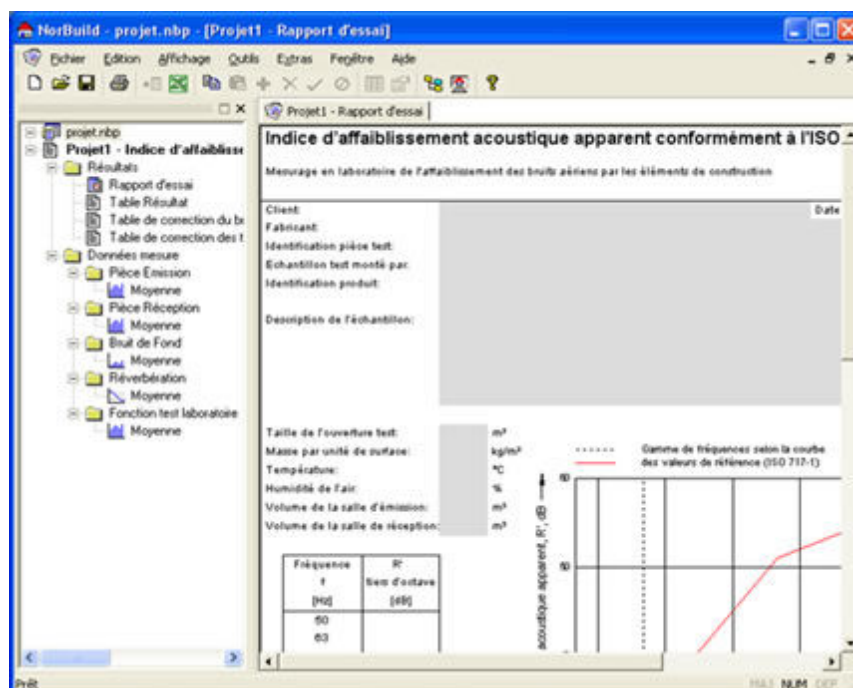 NorBuild - projet.nbp - [Projet1 - Rapport d'essai]
Fichier Edition Affichage Outils Extras Fenêtre Aide
projet.nbp
Projet1 - Indice d'affaiblisse
Résultats
Rapport d'essai
Table Résultat
Table de correction du br
Table de correction des t
Données mesure
Pièce Emission
Moyenne
Pièce Réception
Moyenne
Bruit de Fond
Moyenne
Réverbération
Moyenne
Fonction test laboratoire
Moyenne
Projet1 - Rapport d'essai
Indice d'affaiblissement acoustique apparent conformément à l'ISO
Mesurage en laboratoire de l'affaiblissement des bruits aériens par les éléments de construction
Client: Date
Fabricant:
Identification pièce test:
Echantillon test monté par:
Identification produit:
Description de l'échantillon:
Taille de l'ouverture test:
Masse par unité de surface: kg/m²
Température: °C
Humidité de l'air: %
Volume de la salle d'émission: m³
Volume de la salle de réception: m³
Gamme de fréquences selon la courbe
des valeurs de référence (ISO 717-1)
acoustique apparent, R', dB
Fréquence
f
[Hz]
R'
tiers d'octave
[dB]
50
63
60
50
Prêt
MAJ NUM DEF